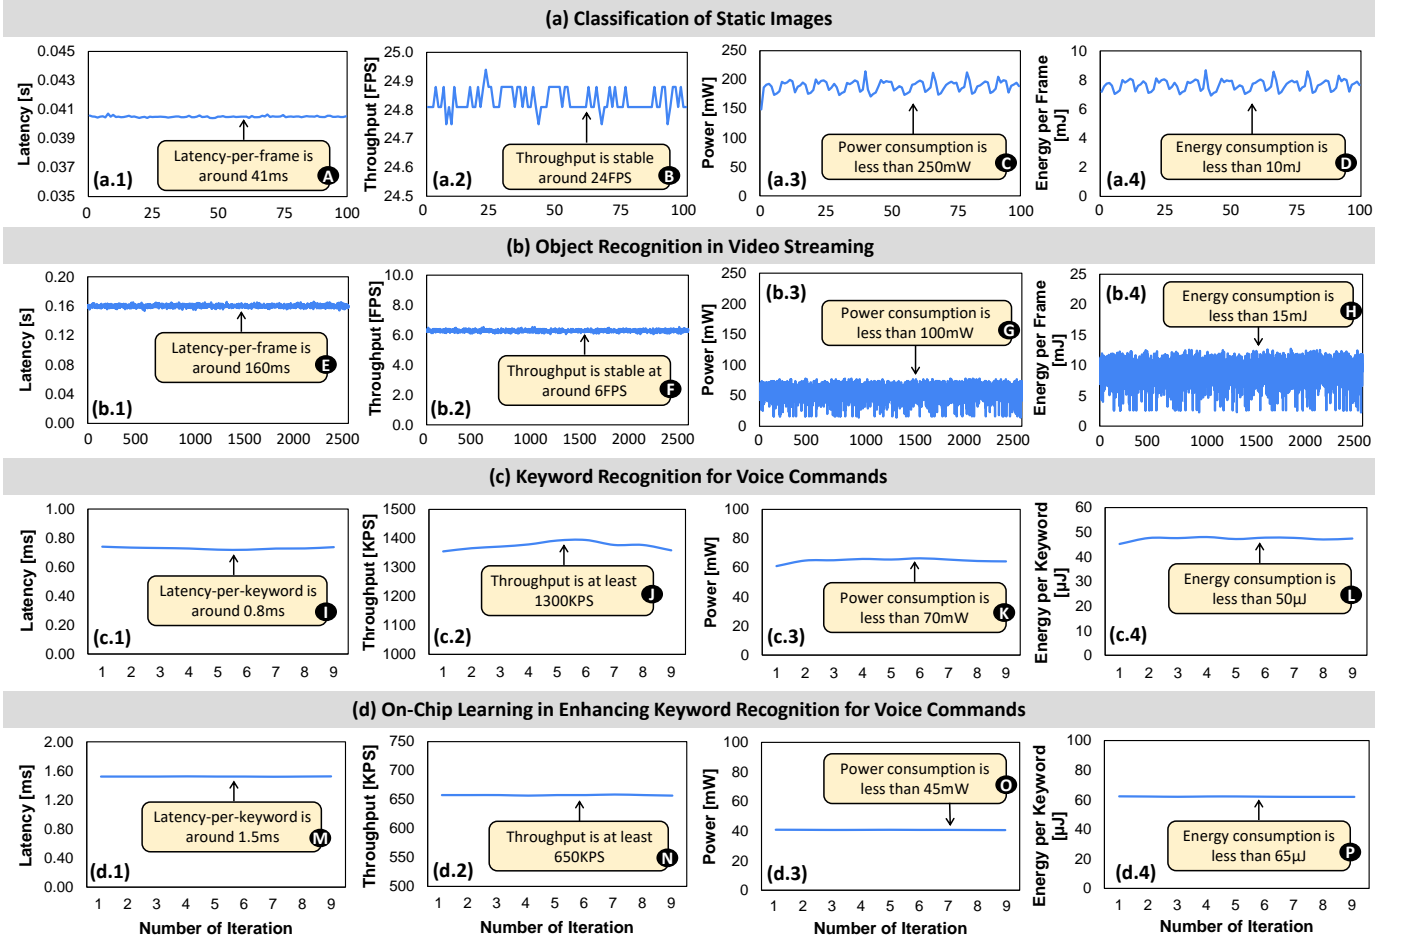 (a) Classification of Static Images
Latency [s]
0.045
0.043
0.041
0.039
0.037
0.035
Latency-per-frame is
around 41ms
A
(a.1)
0 25 50 75 100
Throughput [FPS]
25.0
24.9
24.8
24.7
24.6
24.5
Throughput is stable
around 24FPS
B
(a.2)
0 25 50 75 100
Power [mW]
250
200
150
100
50
0
Power consumption is
less than 250mW
C
(a.3)
0 25 50 75 100
Energy per Frame
[mJ]
10
8
6
4
2
0
Energy consumption is
less than 10mJ
D
(a.4)
0 25 50 75 100
(b) Object Recognition in Video Streaming
Latency [s]
0.20
0.16
0.12
0.08
0.04
0.00
Latency-per-frame is
around 160ms
E
(b.1)
0 500 1000 1500 2000 2500
Throughput [FPS]
10.0
8.0
6.0
4.0
2.0
0.0
Throughput is stable at
around 6FPS
F
(b.2)
0 500 1000 1500 2000 2500
Power [mW]
250
200
150
100
50
0
(b.3)
Power consumption is
less than 100mW
G
0 500 1000 1500 2000 2500
Energy per Frame
[mJ]
25
20
15
10
5
0
(b.4)
Energy consumption is
less than 15mJ
H
0 500 1000 1500 2000 2500
(c) Keyword Recognition for Voice Commands
Latency [ms]
1.00
0.80
0.60
0.40
0.20
0.00
Latency-per-keyword is
around 0.8ms
I
(c.1)
1 2 3 4 5 6 7 8 9
Throughput [KPS]
1500
1400
1300
1200
1100
1000
Throughput is at least
1300KPS
J
(c.2)
1 2 3 4 5 6 7 8 9
Power [mW]
100
80
60
40
20
0
Power consumption is
less than 70mW
K
(c.3)
1 2 3 4 5 6 7 8 9
Energy per Keyword
[µJ]
60
50
40
30
20
10
0
Energy consumption is
less than 50µJ
L
(c.4)
1 2 3 4 5 6 7 8 9
(d) On-Chip Learning in Enhancing Keyword Recognition for Voice Commands
Latency [ms]
2.00
1.60
1.20
0.80
0.40
0.00
Latency-per-keyword is
around 1.5ms
M
(d.1)
1 2 3 4 5 6 7 8 9
Number of Iteration
Throughput [KPS]
750
700
650
600
550
500
Throughput is at least
650KPS
N
(d.2)
1 2 3 4 5 6 7 8 9
Number of Iteration
Power [mW]
100
80
60
40
20
0
Power consumption is
less than 45mW
O
(d.3)
1 2 3 4 5 6 7 8 9
Number of Iteration
Energy per Keyword
[µJ]
100
80
60
40
20
0
Energy consumption is
less than 65µJ
P
(d.4)
1 2 3 4 5 6 7 8 9
Number of Iteration